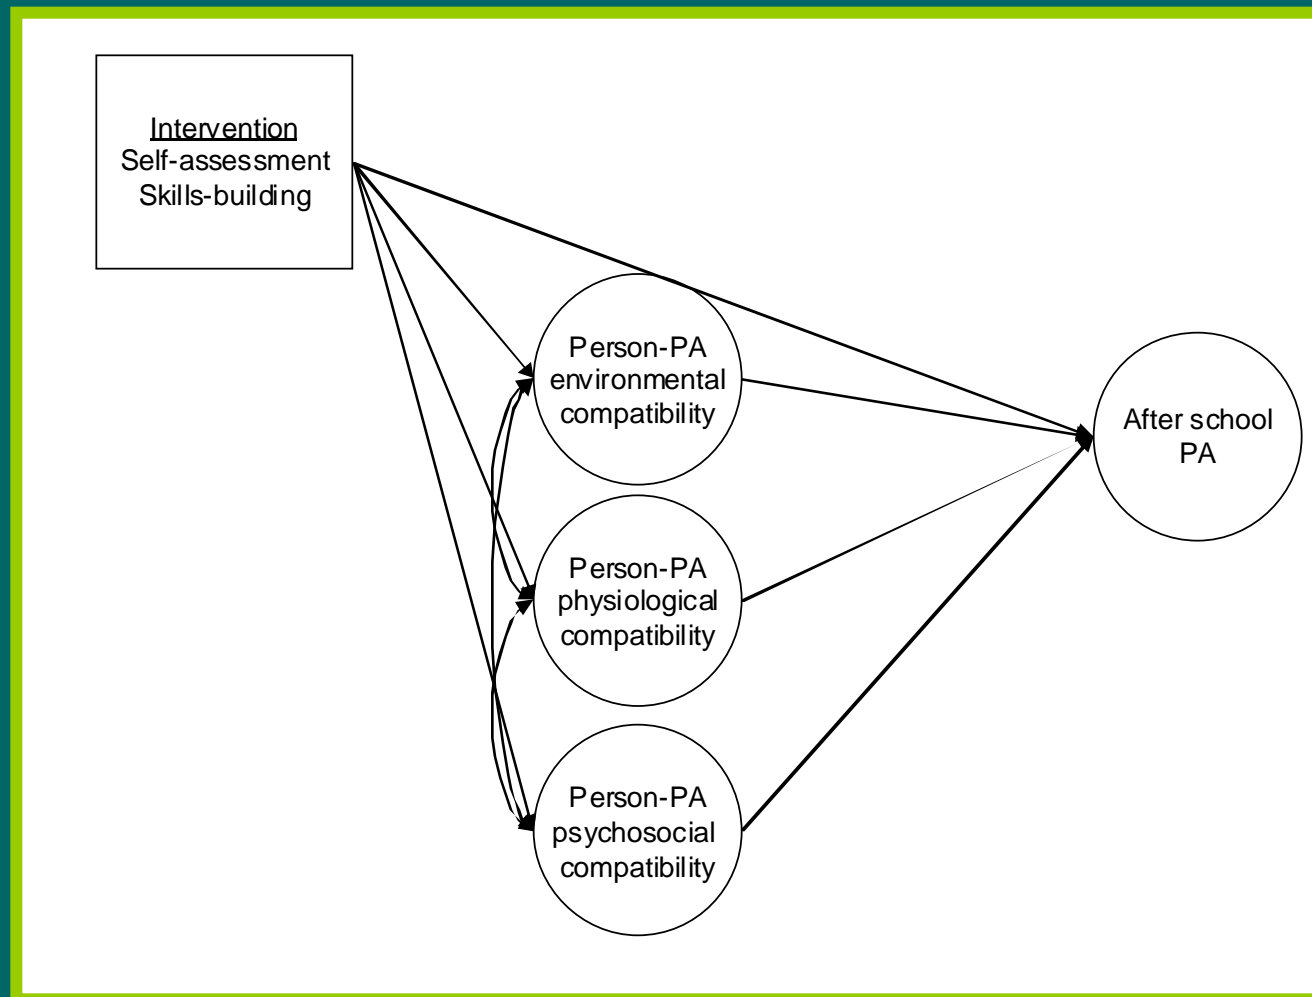 Intervention
Self-assessment
Skills-building
Person-PA
environmental
compatibility
Person-PA
physiological
compatibility
Person-PA
psychosocial
compatibility
After school
PA